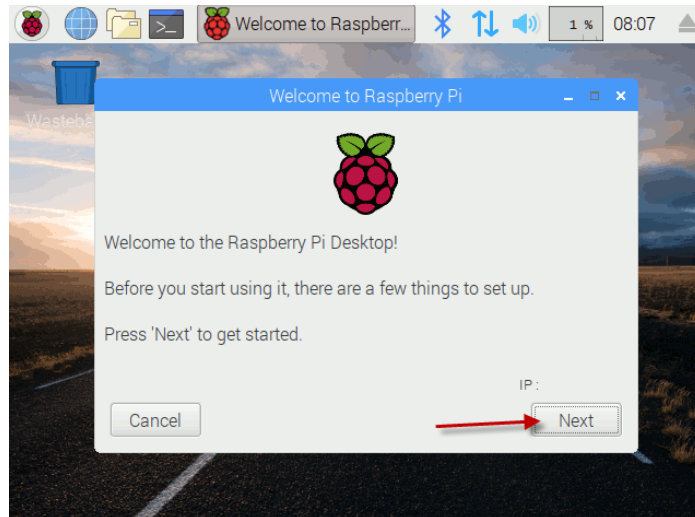 Welcome to Raspberr...
1 %
08:07
Welcome to Raspberry Pi
Welcome to the Raspberry Pi Desktop!
Before you start using it, there are a few things to set up.
Press 'Next' to get started.
IP :
Cancel
Next